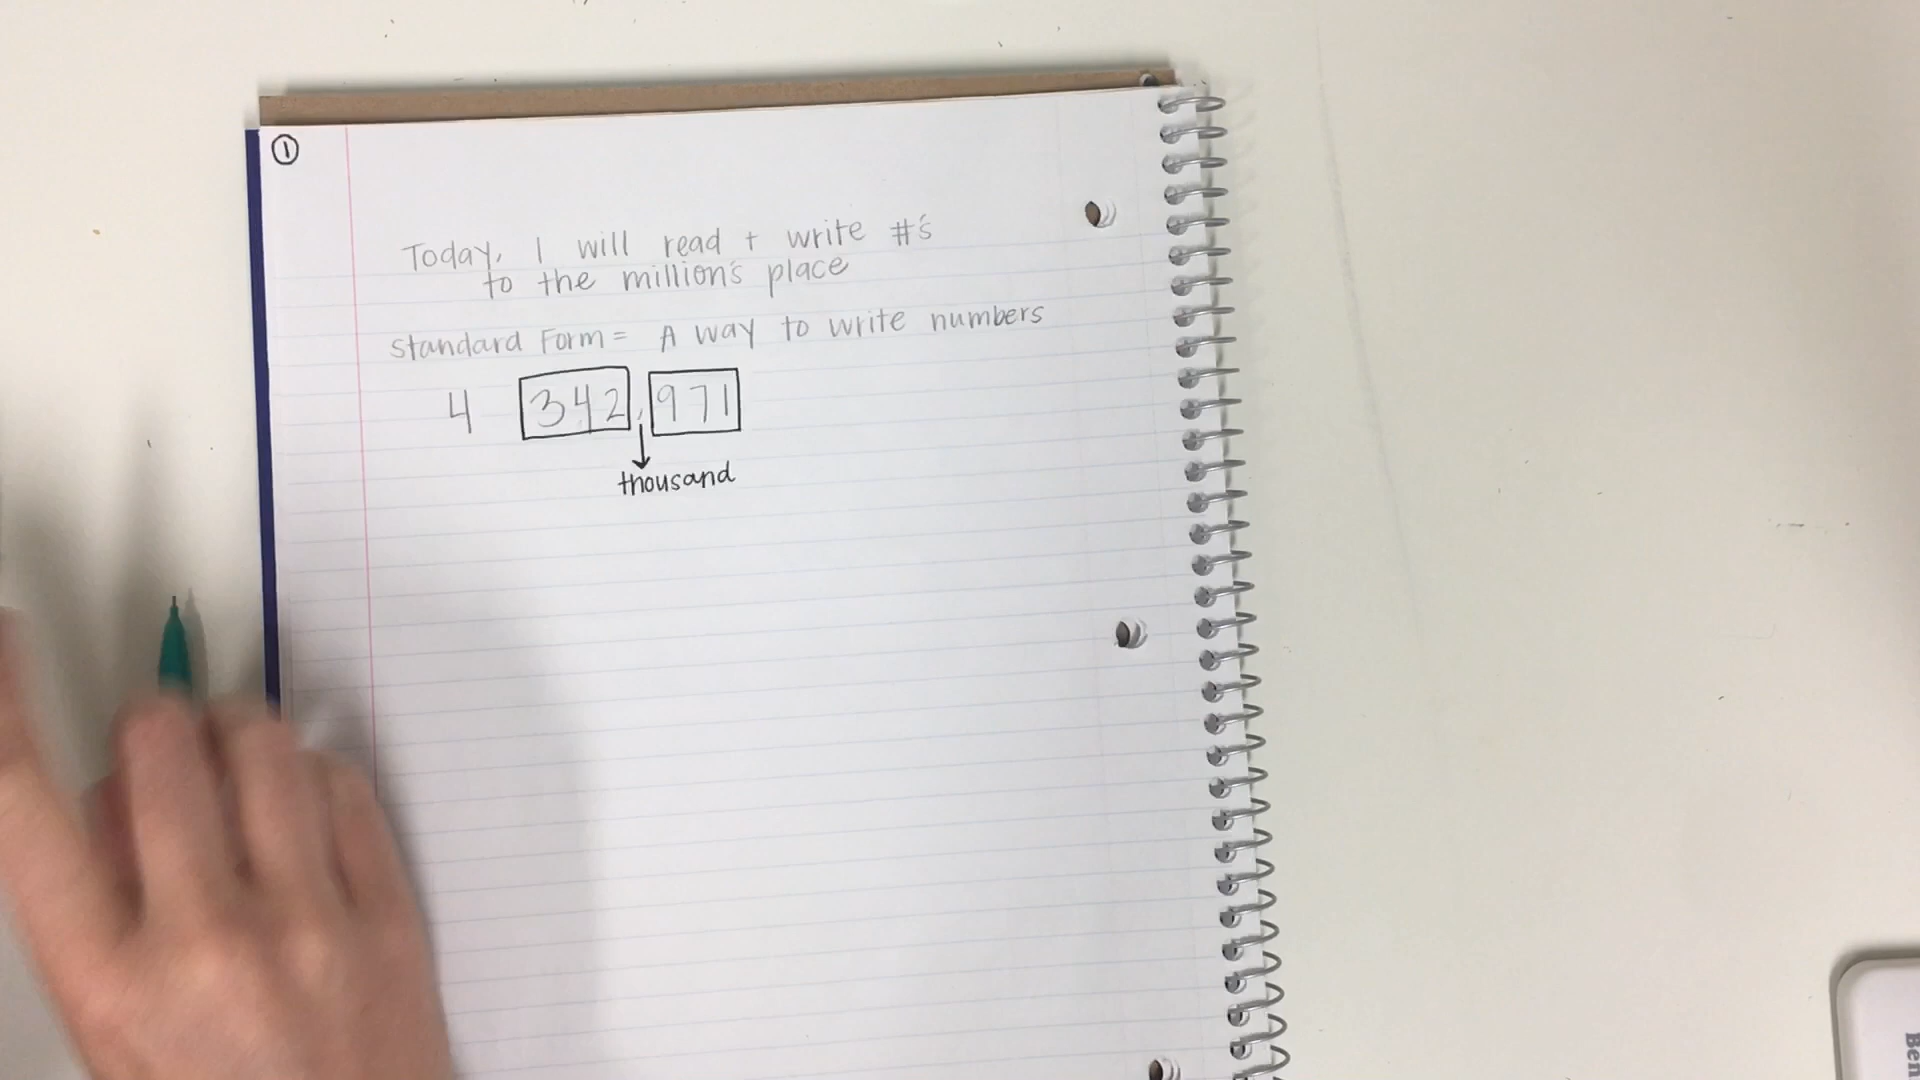 ①
Today, I will read + write #'s
to the million's place
Standard Form = A way to write numbers
4 342,971
thousand
Ben